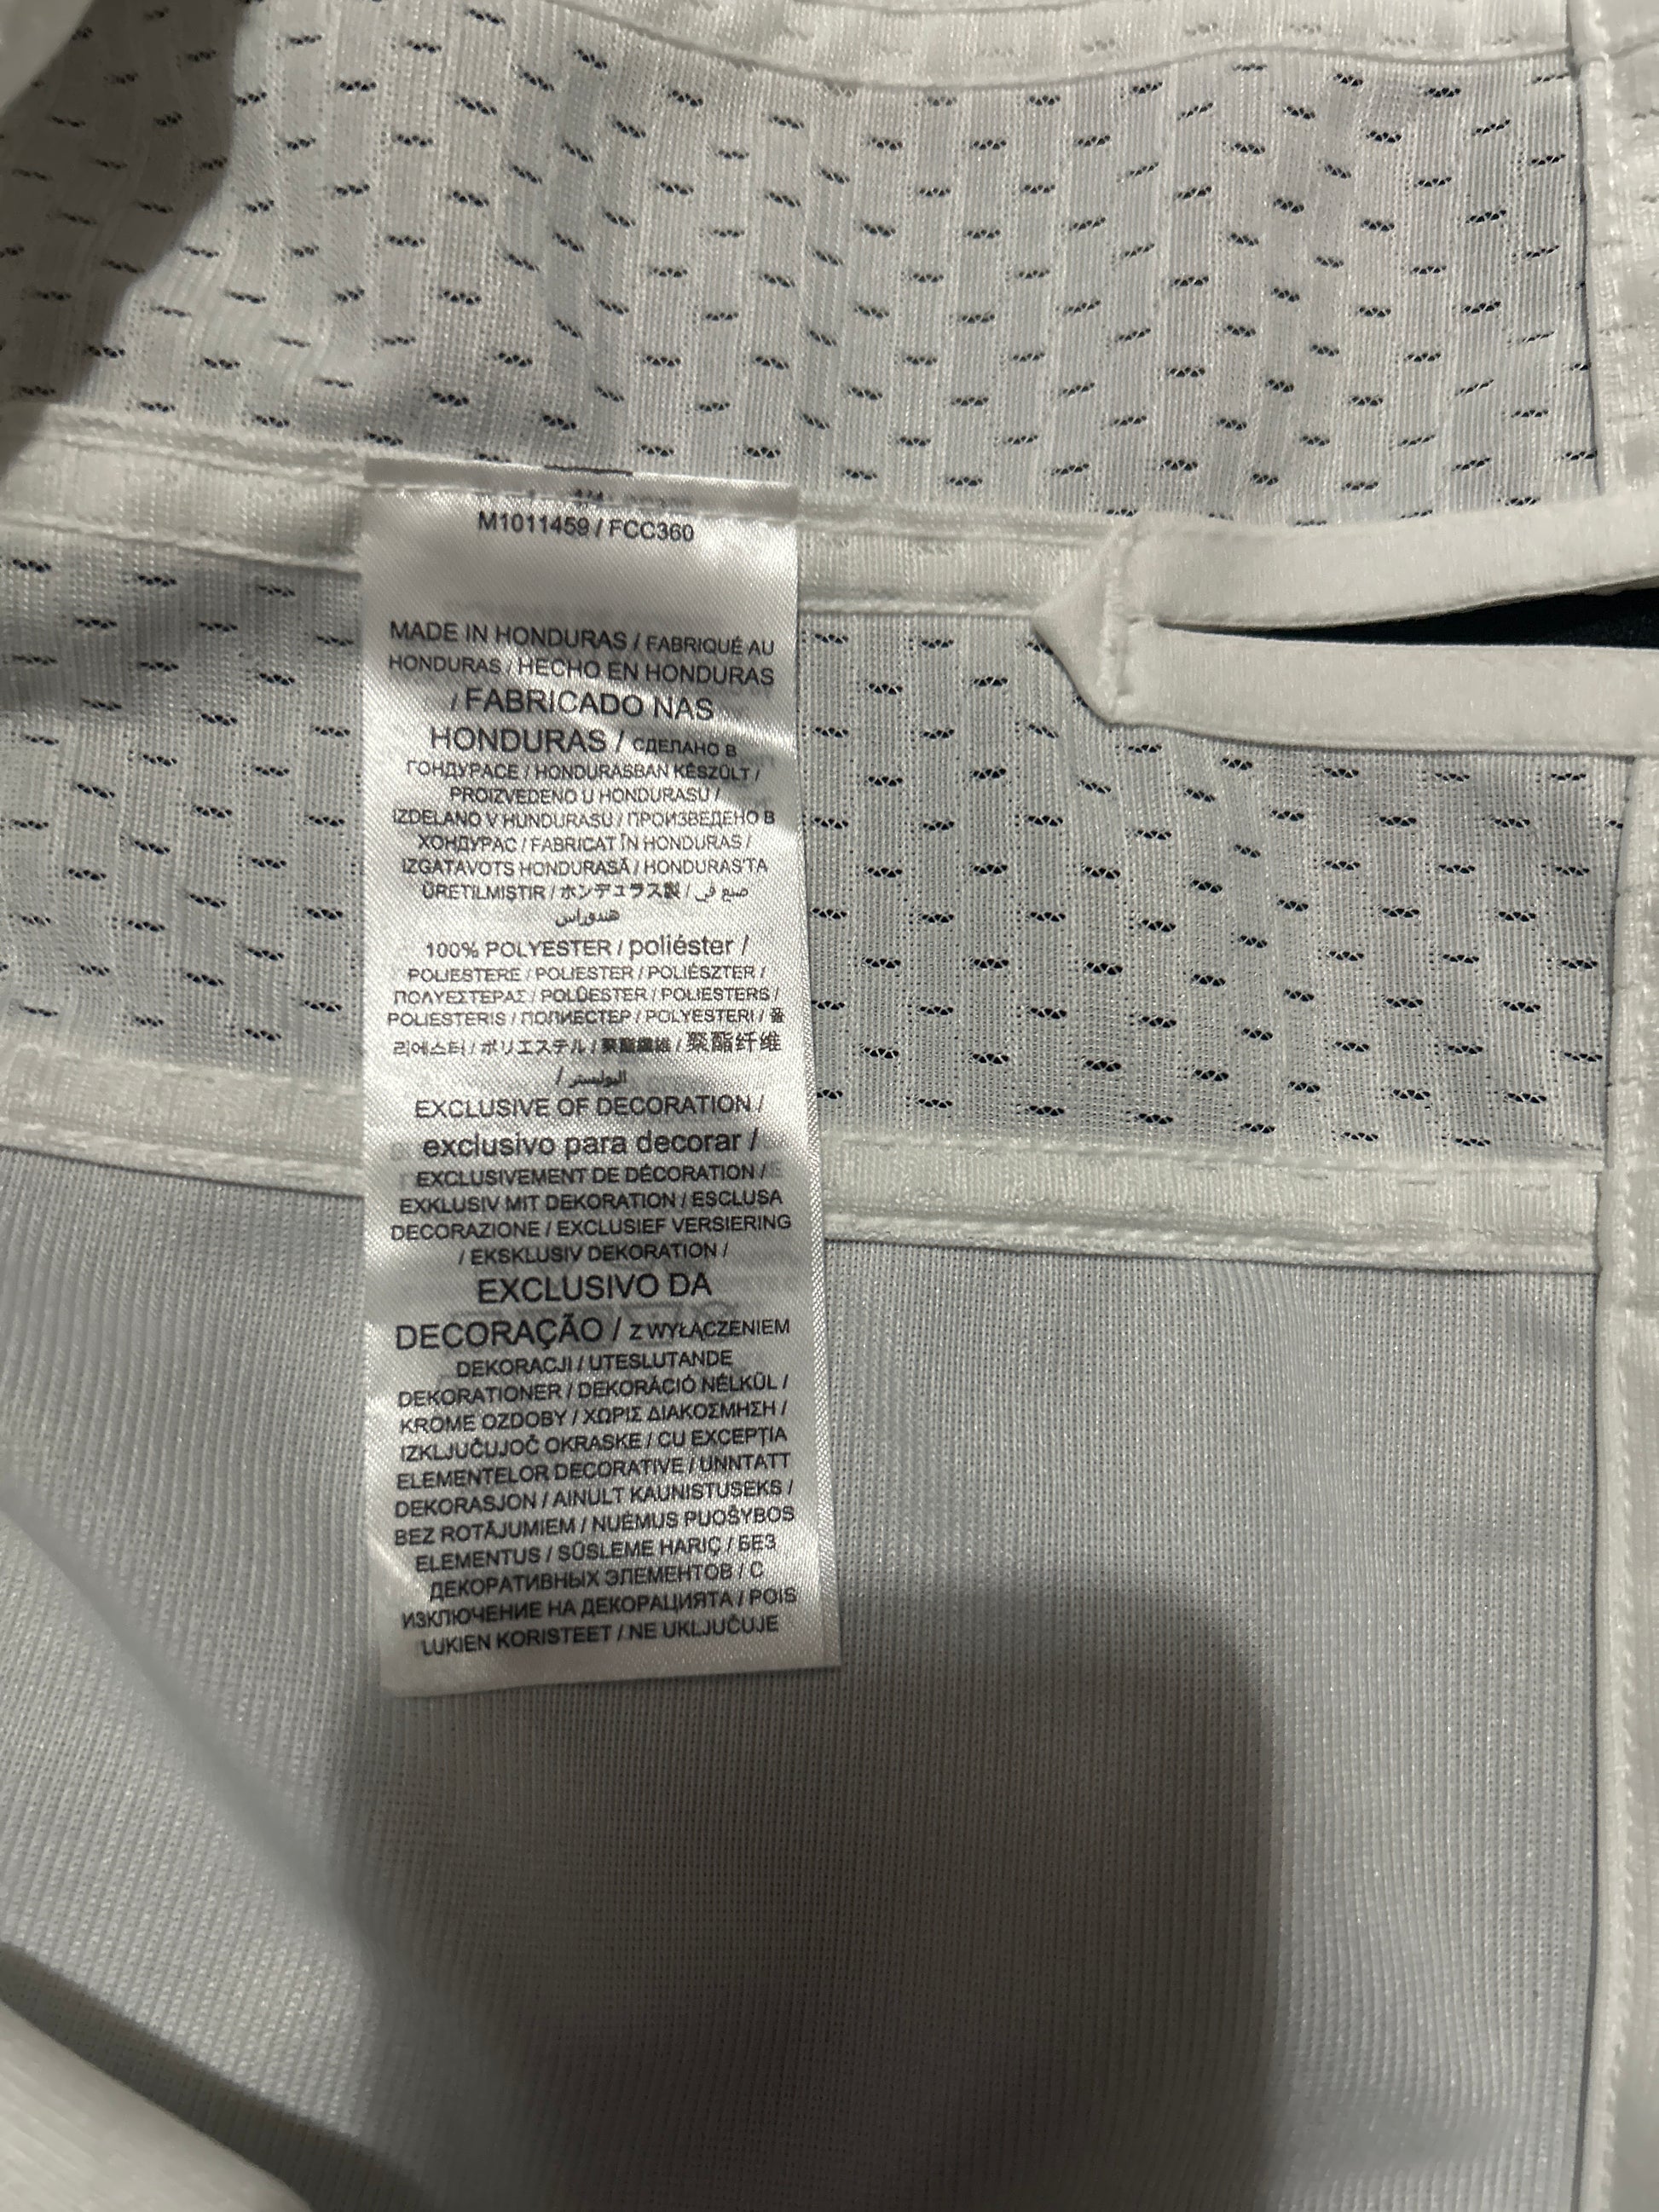 M1011459 / FCC360
MADE IN HONDURAS / FABRIQUÉ AU
HONDURAS / HECHO EN HONDURAS
/ FABRICADO NAS
HONDURAS / СДЕЛАНО В
ГОНДУРАСЕ / HONDURASBAN KÉSZÜLT /
PROIZVEDENO U HONDURASU /
IZDELANO V HUNDURASU / ПРОИЗВЕДЕНО В
ХОНДУРАС / FABRICAT ÎN HONDURAS /
IZGATAVOTS HONDURASĀ / HONDURAS'TA
ÜRETILMIŞTIR / ホンデュラス製 / صنع في
هندوراس
100% POLYESTER / poliéster /
POLIESTERE / POLIESTER / POLIÉSZTER /
ΠΟΛΥΕΣΤΕΡΑΣ / POLÜESTER / POLIESTERS /
POLIESTERIS / ПОЛИЕСТЕР / POLYESTERI / 폴
리에스터 / ポリエステル / 聚酯纖維 / 聚酯纤维
/ البوليستر
EXCLUSIVE OF DECORATION /
exclusivo para decorar /
EXCLUSIVEMENT DE DÉCORATION /
EXKLUSIV MIT DEKORATION / ESCLUSA
DECORAZIONE / EXCLUSIEF VERSIERING
/ EKSKLUSIV DEKORATION /
EXCLUSIVO DA
DECORAÇÃO / Z WYŁĄCZENIEM
DEKORACJI / UTESLUTANDE
DEKORATIONER / DEKORÁCIÓ NÉLKÜL /
KROME OZDOBY / ΧΩΡΙΣ ΔΙΑΚΟΣΜΗΣΗ /
IZKLJUČUJOČ OKRASKE / CU EXCEPȚIA
ELEMENTELOR DECORATIVE / UNNTATT
DEKORASJON / AINULT KAUNISTUSEKS /
BEZ ROTĀJUMIEM / NUĖMUS PUOŠYBOS
ELEMENTUS / SÜSLEME HARIÇ / БЕЗ
ДЕКОРАТИВНЫХ ЭЛЕМЕНТОВ / С
ИЗКЛЮЧЕНИЕ НА ДЕКОРАЦИЯТА / POIS
LUKIEN KORISTEET / NE UKLJUČUJE